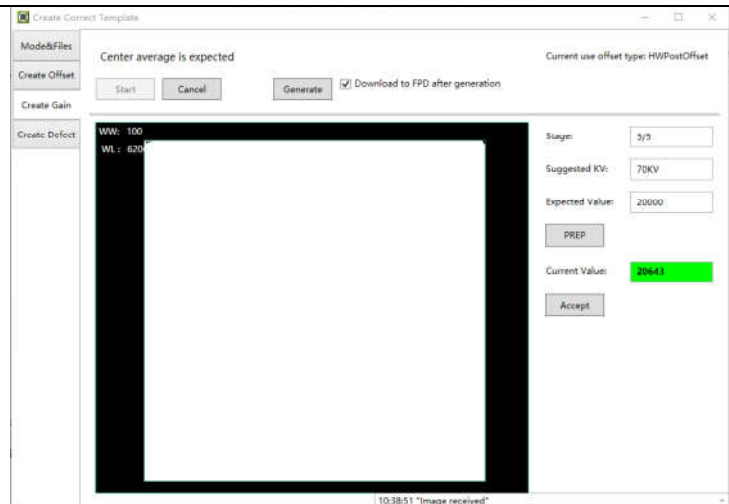 Create Correct Template
Mode&Files
Create Offset
Create Gain
Create Defect
Center average is expected
Current use offset type: HWPostOffset
Start
Cancel
Generate
Download to FPD after generation
WW: 100
WL: 620
Stage:
5/5
Suggested KV:
70KV
Expected Value:
20000
PREP
Current Value:
20643
Accept
10:38:51 "Image received"